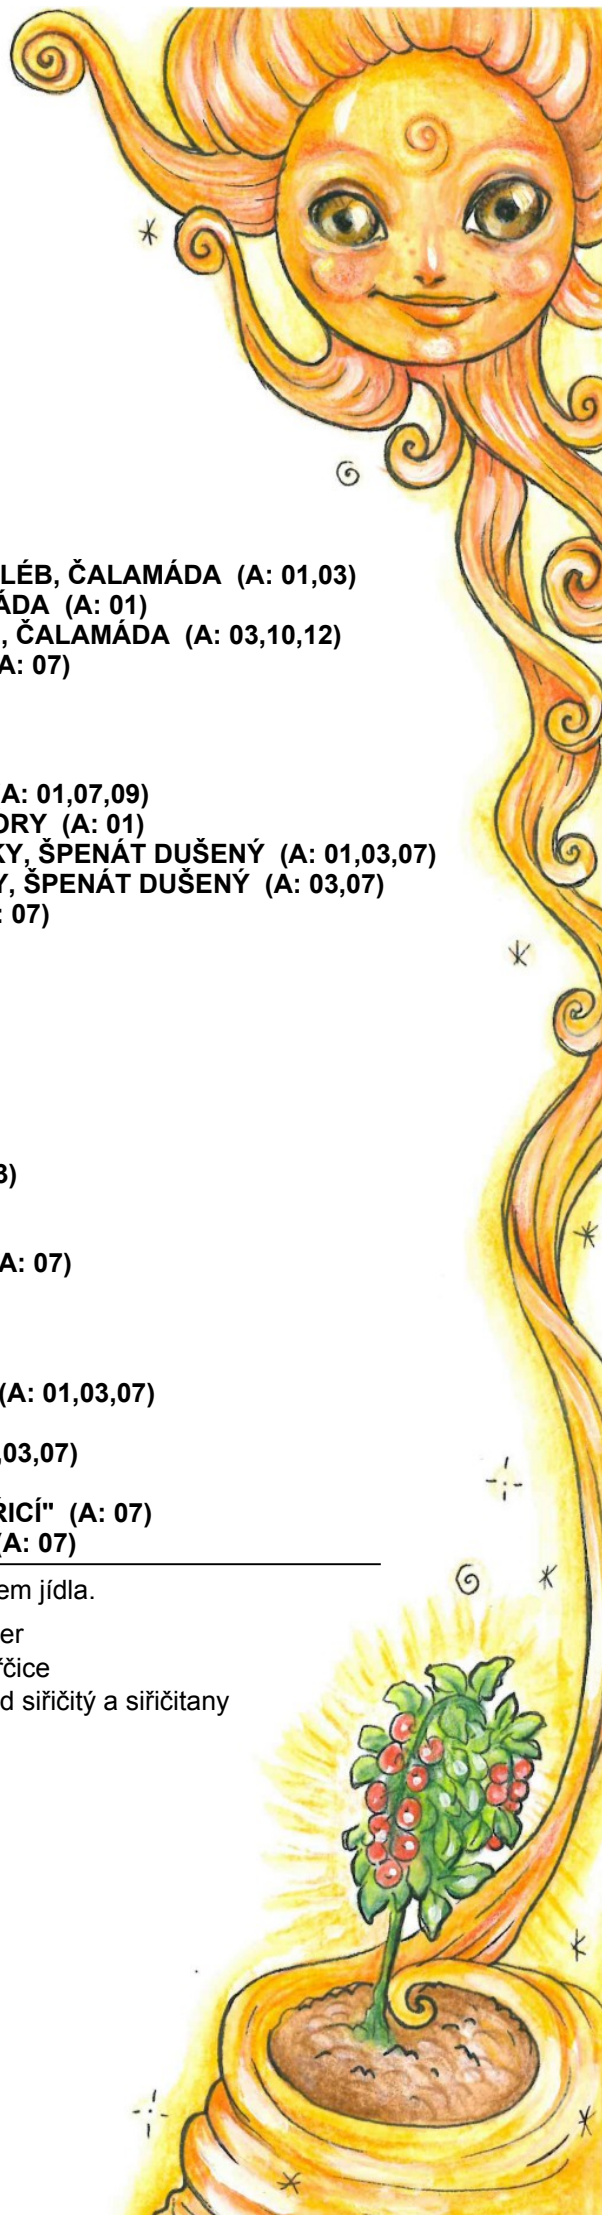 LÉB, ČALAMÁDA (A: 01,03)
ÁDA (A: 01)
, ČALAMÁDA (A: 03,10,12)
A: 07)
A: 01,07,09)
ORY (A: 01)
KY, ŠPENÁT DUŠENÝ (A: 01,03,07)
Y, ŠPENÁT DUŠENÝ (A: 03,07)
: 07)
3)
A: 07)
(A: 01,03,07)
,03,07)
ŘICÍ" (A: 07)
(A: 07)
em jídla.
er
řčice
d siřičitý a siřičitany